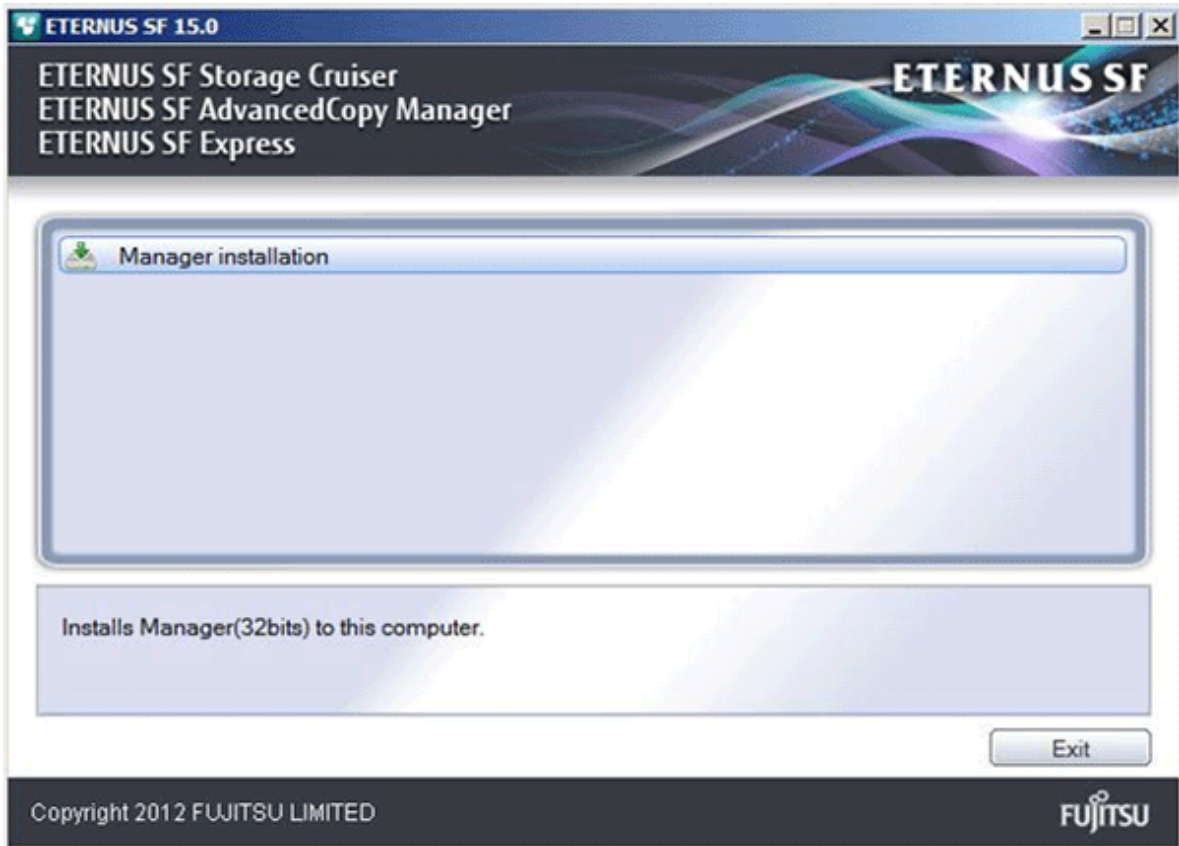 ETERNUS SF 15.0
ETERNUS SF Storage Cruiser
ETERNUS SF AdvancedCopy Manager
ETERNUS SF Express
ETERNUS SF
Manager installation
Installs Manager(32bits) to this computer.
Exit
Copyright 2012 FUJITSU LIMITED
FUJITSU